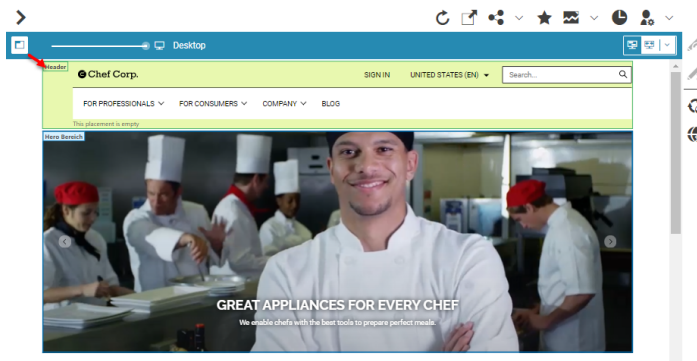 Desktop
Header
Chef Corp.
SIGN IN
UNITED STATES (EN)
Search...
FOR PROFESSIONALS
FOR CONSUMERS
COMPANY
BLOG
This placement is empty
Hero Bereich
GREAT APPLIANCES FOR EVERY CHEF
We enable chefs with the best tools to prepare perfect meals.